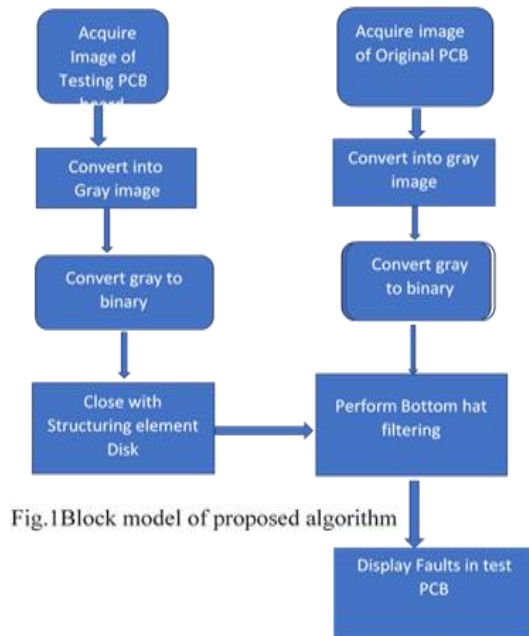 Acquire
Image of
Testing PCB
board
Convert into
Gray image
Convert gray to
binary
Close with
Structuring element
Disk
Acquire image
of Original PCB
Convert into gray
image
Convert gray
to binary
Perform Bottom hat
filtering
Fig.1Block model of proposed algorithm
Display Faults in test
PCB